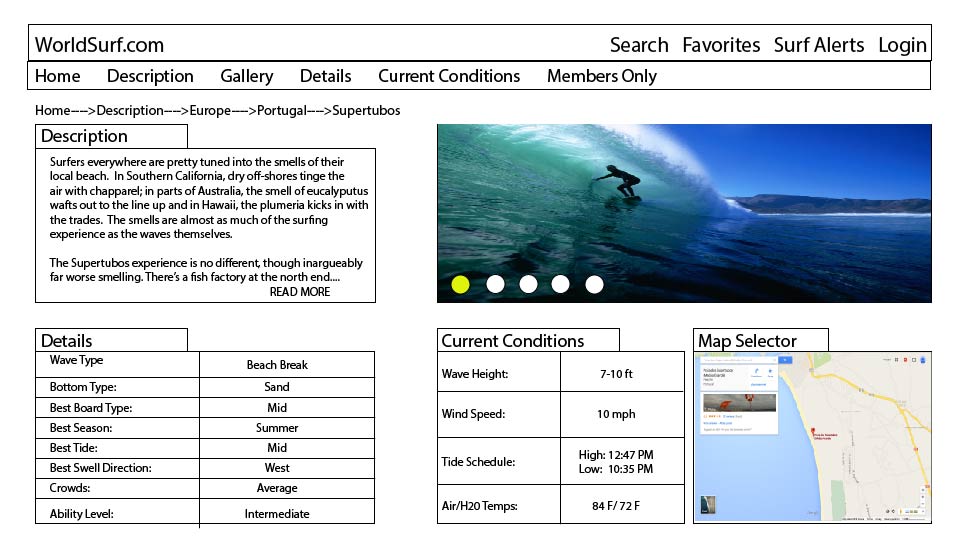 WorldSurf.com
Search Favorites Surf Alerts Login
Home Description Gallery Details Current Conditions Members Only
Home---->Description---->Europe---->Portugal---->Supertubos
Description
Surfers everywhere are pretty tuned into the smells of their
local beach. In Southern California, dry off-shores tinge the
air with chapparel; in parts of Australia, the smell of eucalyputus
wafts out to the line up and in Hawaii, the plumeria kicks in with
the trades. The smells are almost as much of the surfing
experience as the waves themselves.
The Supertubos experience is no different, though inargueably
far worse smelling. There's a fish factory at the north end....
READ MORE
Details
Wave Type Beach Break
Bottom Type: Sand
Best Board Type: Mid
Best Season: Summer
Best Tide: Mid
Best Swell Direction: West
Crowds: Average
Ability Level: Intermediate
Current Conditions
Wave Height: 7-10 ft
Wind Speed: 10 mph
Tide Schedule: High: 12:47 PM
Low: 10:35 PM
Air/H20 Temps: 84 F/ 72 F
Map Selector